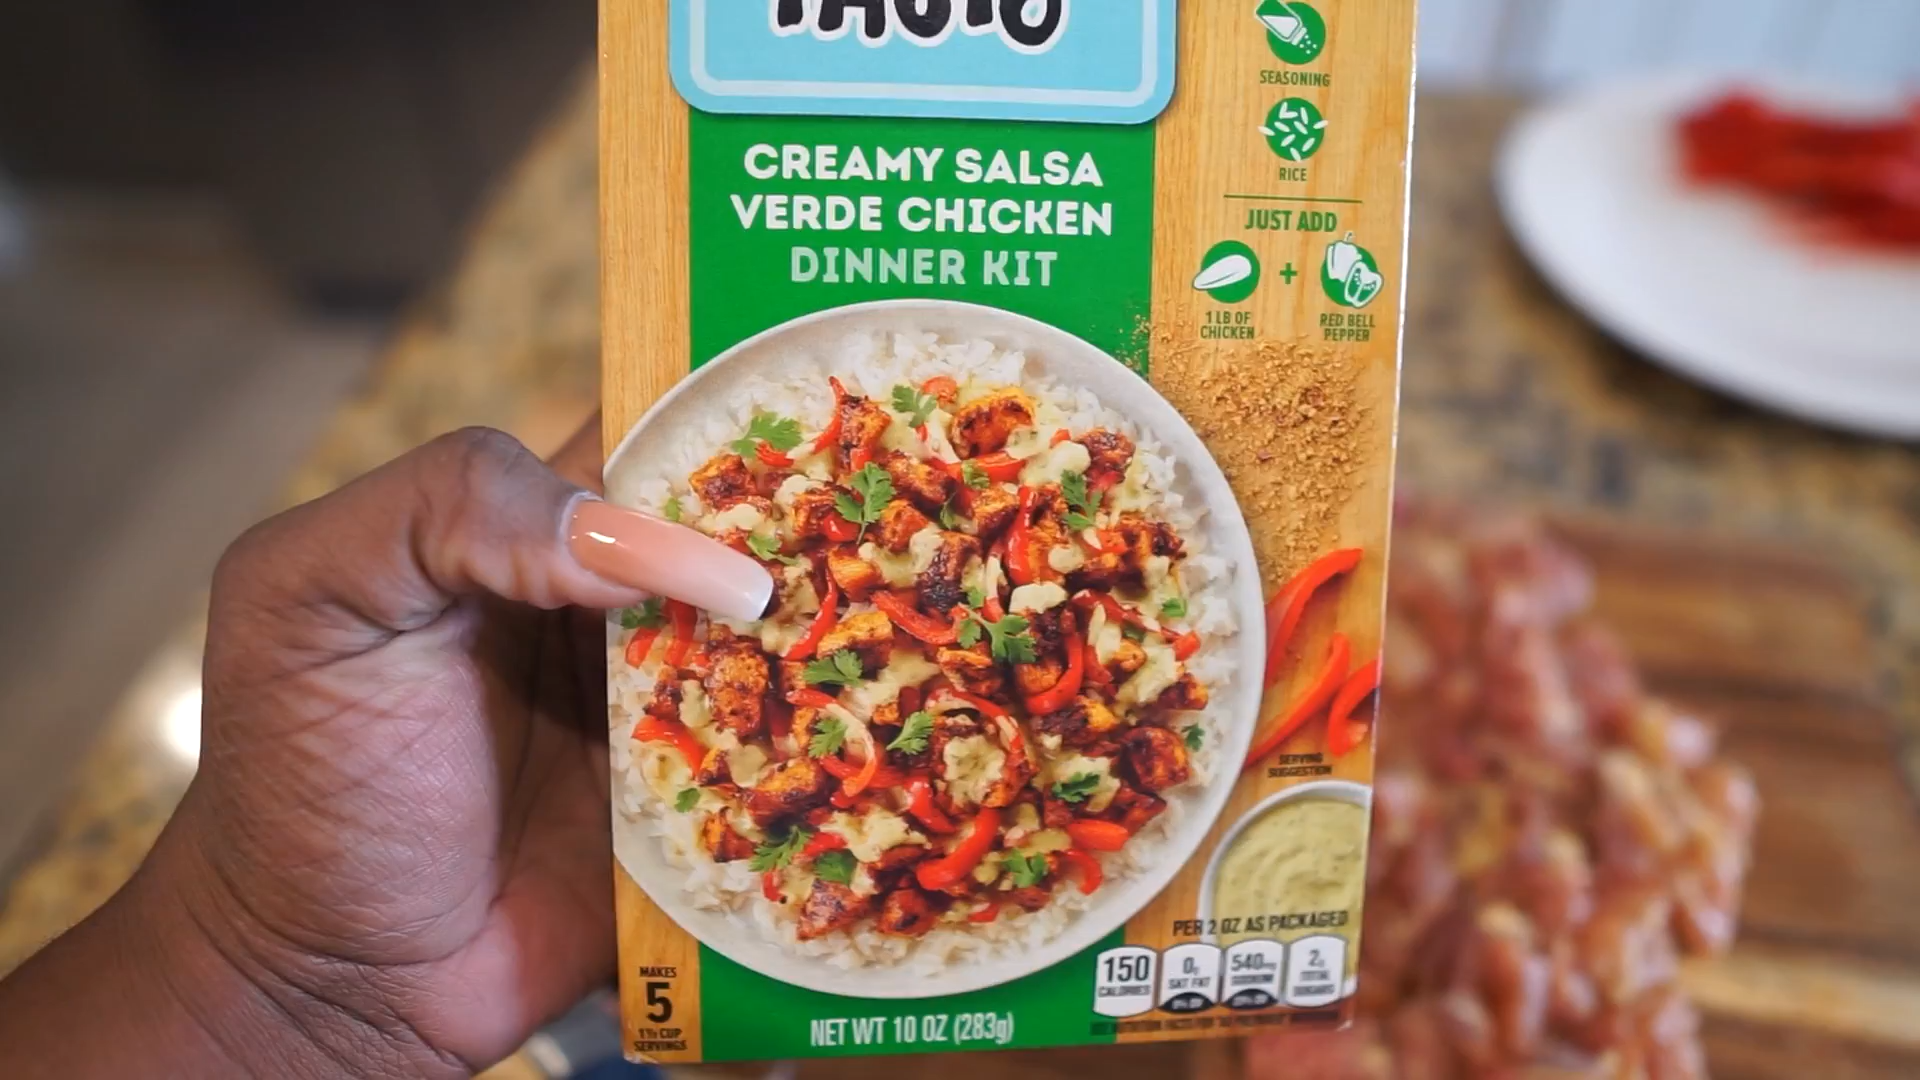 SEASONING
RICE
JUST ADD
1 LB OF
CHICKEN
+
RED BELL
PEPPER
CREAMY SALSA
VERDE CHICKEN
DINNER KIT
SERVING
SUGGESTION
PER 2 OZ AS PACKAGED
150
CALORIES
0g
SAT FAT
540mg
SODIUM
2g
TOTAL
SUGARS
MAKES
5
CUP
SERVINGS
NET WT 10 OZ (283g)